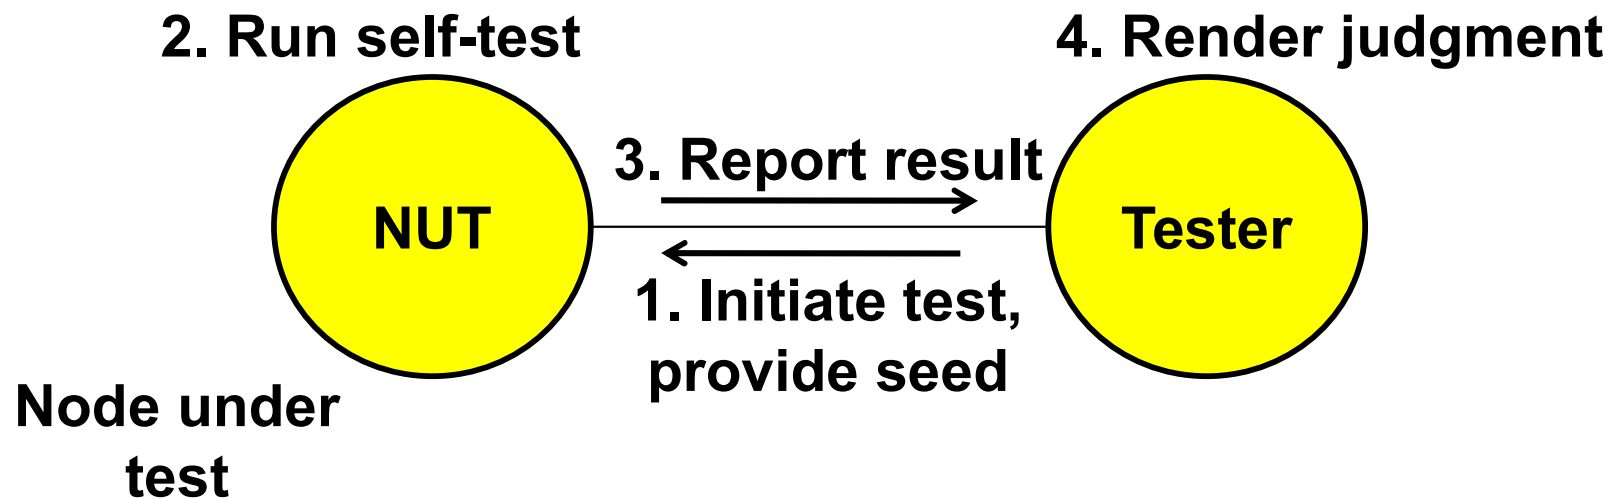 2. Run self-test
4. Render judgment
3. Report result
NUT
Tester
1. Initiate test,
provide seed
Node under
test